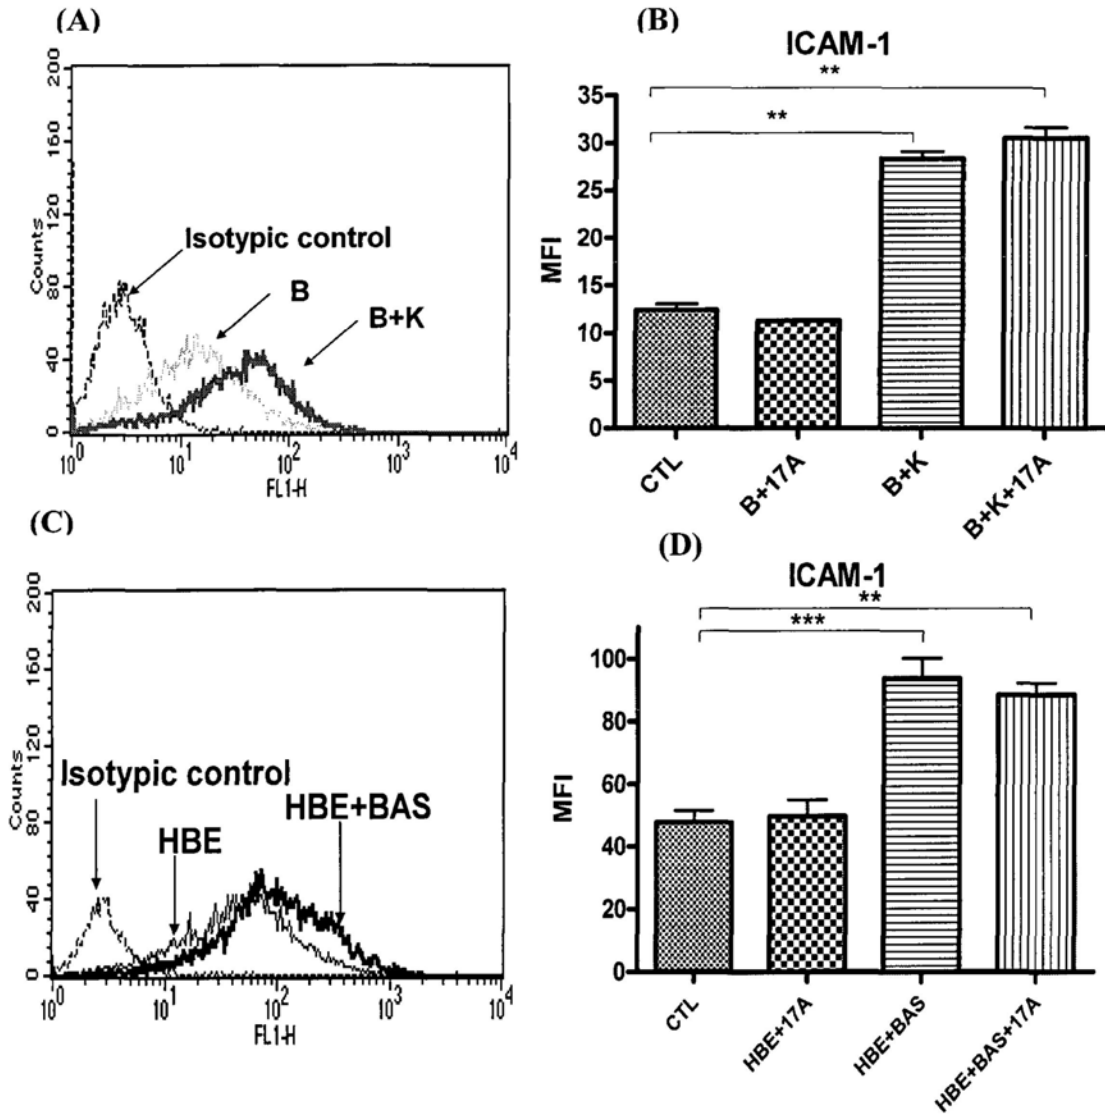 (A)
200
160
120
80
40
0
Counts
Isotypic control
B
B+K
10^0 10^1 10^2 10^3 10^4
FL1-H
(B)
ICAM-1
**
**
35
30
25
20
15
10
5
0
MFI
CTL
B+17A
B+K
B+K+17A
(C)
200
160
120
80
40
0
Counts
Isotypic control
HBE
HBE+BAS
10^0 10^1 10^2 10^3 10^4
FL1-H
(D)
ICAM-1
**
***
100
80
60
40
20
0
MFI
CTL
HBE+17A
HBE+BAS
HBE+BAS+17A